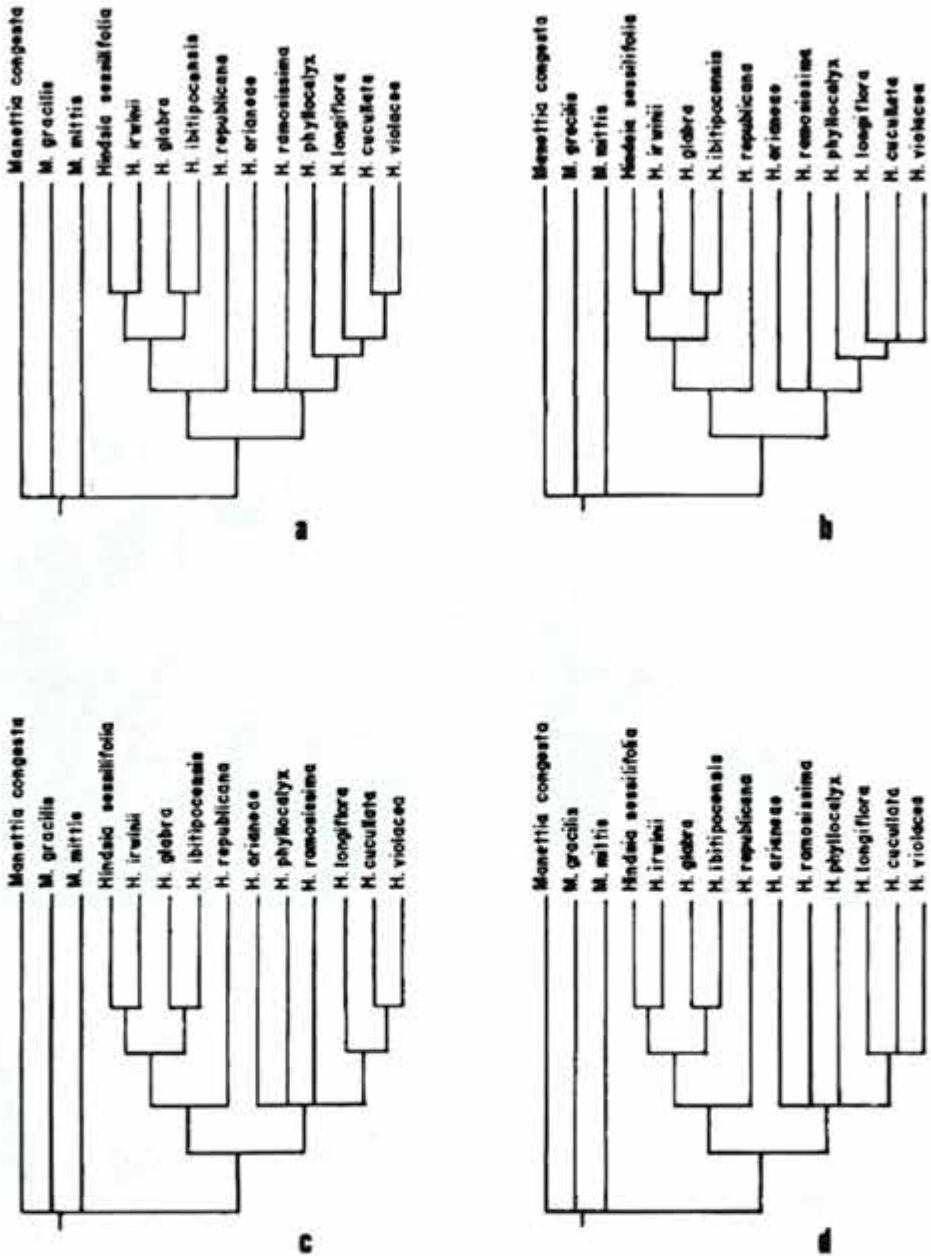 Manettia congesta
M. gracilis
M. mittis
Hindsia sessilifolia
H. irwinii
H. glabra
H. ibitipocensis
H. republicana
H. arianeae
H. ramosissima
H. phyllocalyx
H. longiflora
H. cucullata
H. violacea
Manettia congesta
M. gracilis
M. mittis
Hindsia sessilifolia
H. irwinii
H. glabra
H. ibitipocensis
H. republicana
H. arianeae
H. ramosissima
H. phyllocalyx
H. longiflora
H. cucullata
H. violacea
Manettia congesta
M. gracilis
M. mittis
Hindsia sessilifolia
H. irwinii
H. glabra
H. ibitipocensis
H. republicana
H. arianeae
H. phyllocalyx
H. ramosissima
H. longiflora
H. cucullata
H. violacea
C
Manettia congesta
M. gracilis
M. mitis
Hindsia sessilifolia
H. irwinii
H. glabra
H. ibitipocensis
H. republicana
H. arianeae
H. ramosissima
H. phyllocalyx
H. longiflora
H. cucullata
H. violacea